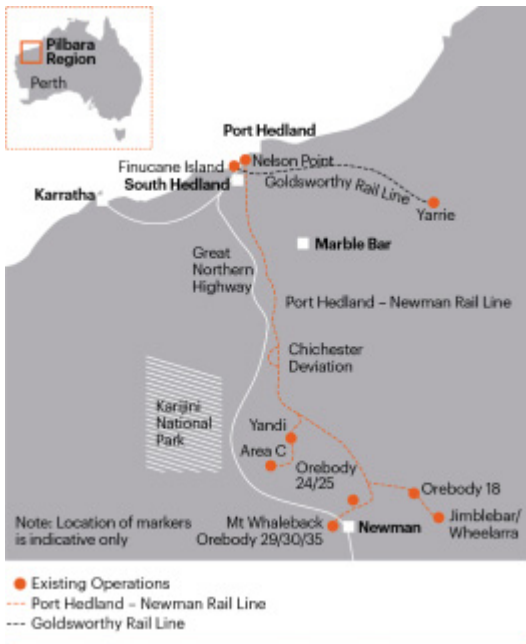 Pilbara
Region
Perth
Port Hedland
Finucane Island
Nelson Point
South Hedland
Goldsworthy Rail Line
Karratha
Yarrie
Marble Bar
Great
Northern
Highway
Port Hedland – Newman Rail Line
Chichester
Deviation
Karijini
National
Park
Yandi
Area C
Orebody
24/25
Orebody 18
Note: Location of markers
is indicative only
Mt Whaleback
Orebody 29/30/35
Newman
Jimblebar/
Wheelarra
Existing Operations
Port Hedland – Newman Rail Line
Goldsworthy Rail Line